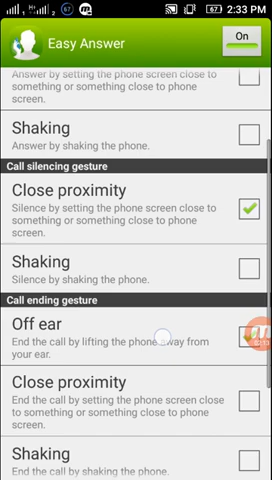 67
2:33 PM
Easy Answer
On
Answer by setting the phone screen close to
something or something close to phone
screen.
Shaking
Answer by shaking the phone.
Call silencing gesture
Close proximity
Silence by setting the phone screen close to
something or something close to phone
screen.
Shaking
Silence by shaking the phone.
Call ending gesture
Off ear
End the call by lifting the phone away from
your ear.
Close proximity
End the call by setting the phone screen close
to something or something close to phone
screen.
Shaking
End the call by shaking the phone.